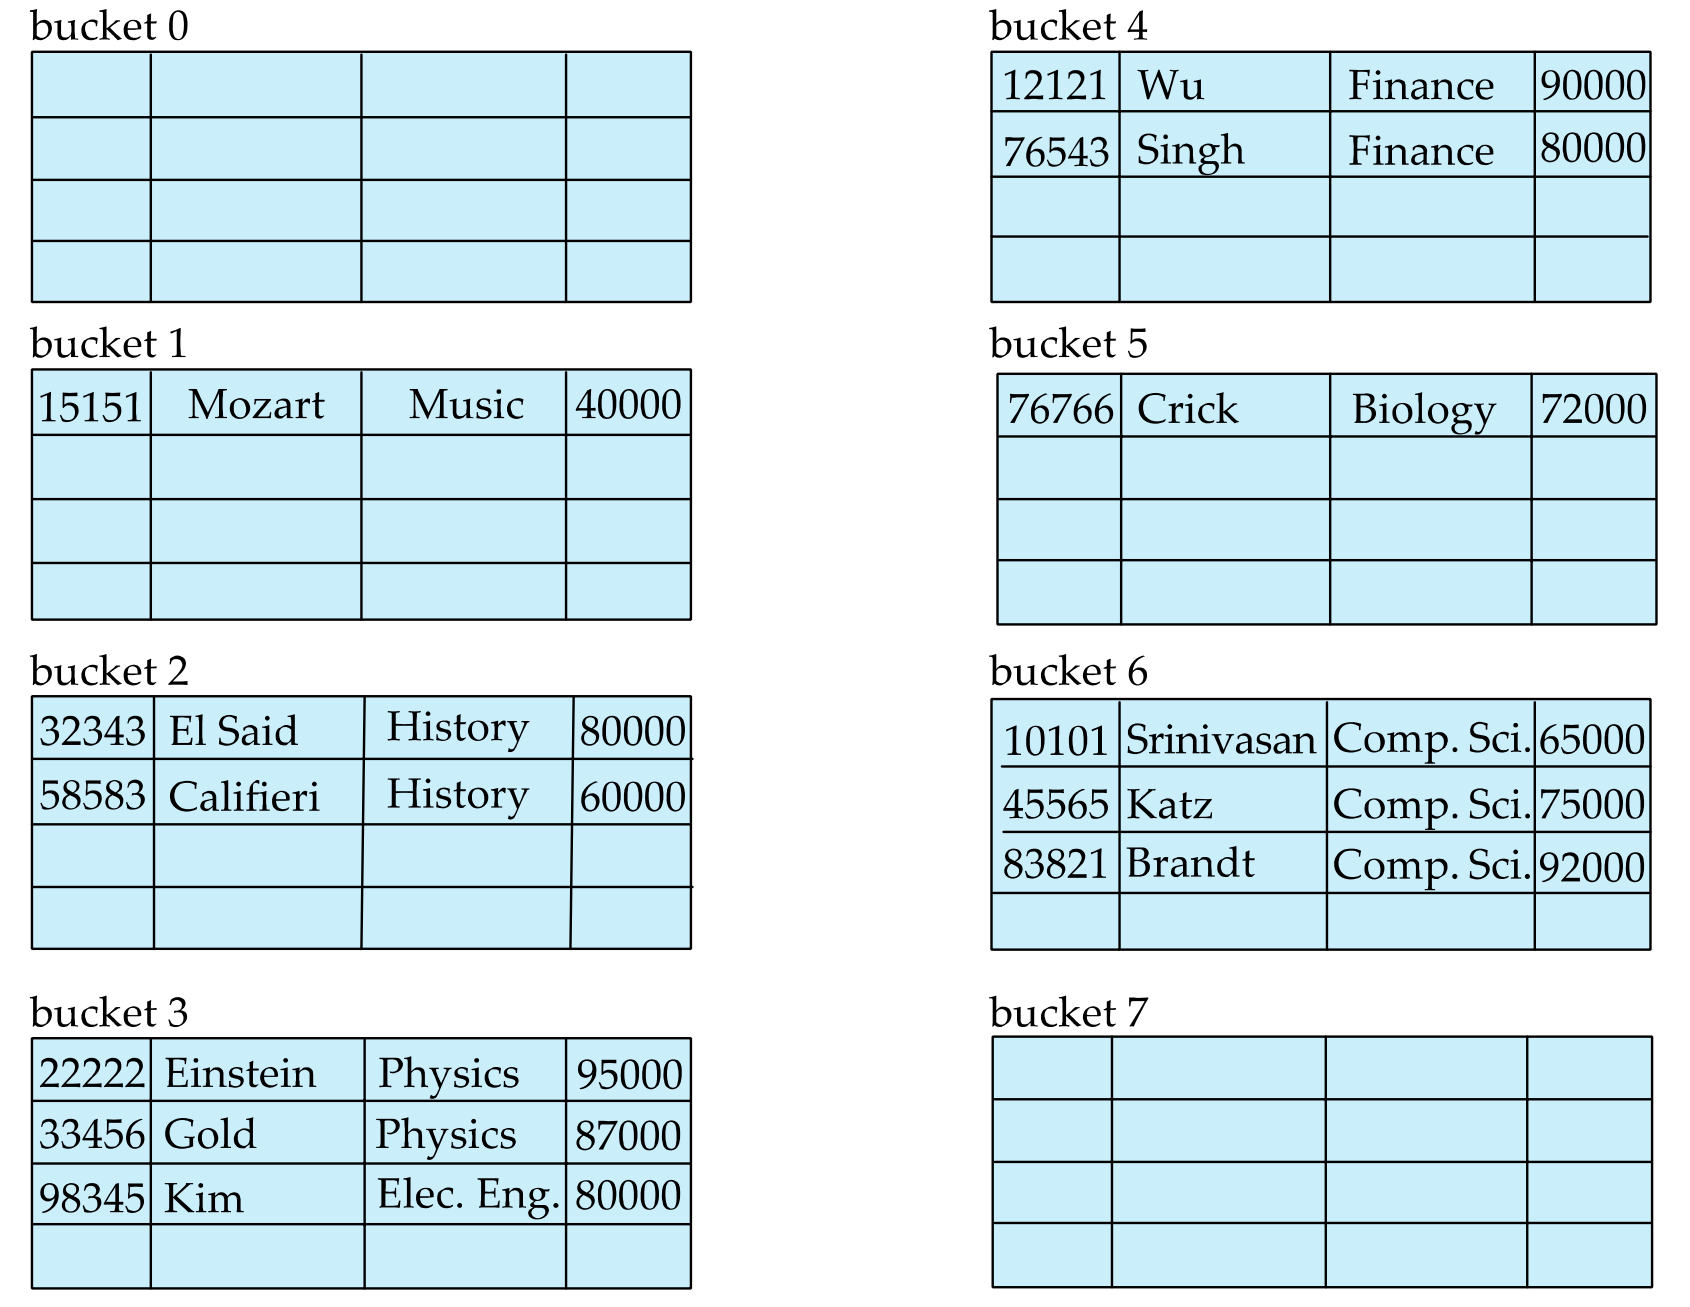 bucket 0
bucket 1
15151 Mozart Music 40000
bucket 2
32343 El Said History 80000
58583 Califieri History 60000
bucket 3
22222 Einstein Physics 95000
33456 Gold Physics 87000
98345 Kim Elec. Eng. 80000
bucket 4
12121 Wu Finance 90000
76543 Singh Finance 80000
bucket 5
76766 Crick Biology 72000
bucket 6
10101 Srinivasan Comp. Sci. 65000
45565 Katz Comp. Sci. 75000
83821 Brandt Comp. Sci. 92000
bucket 7